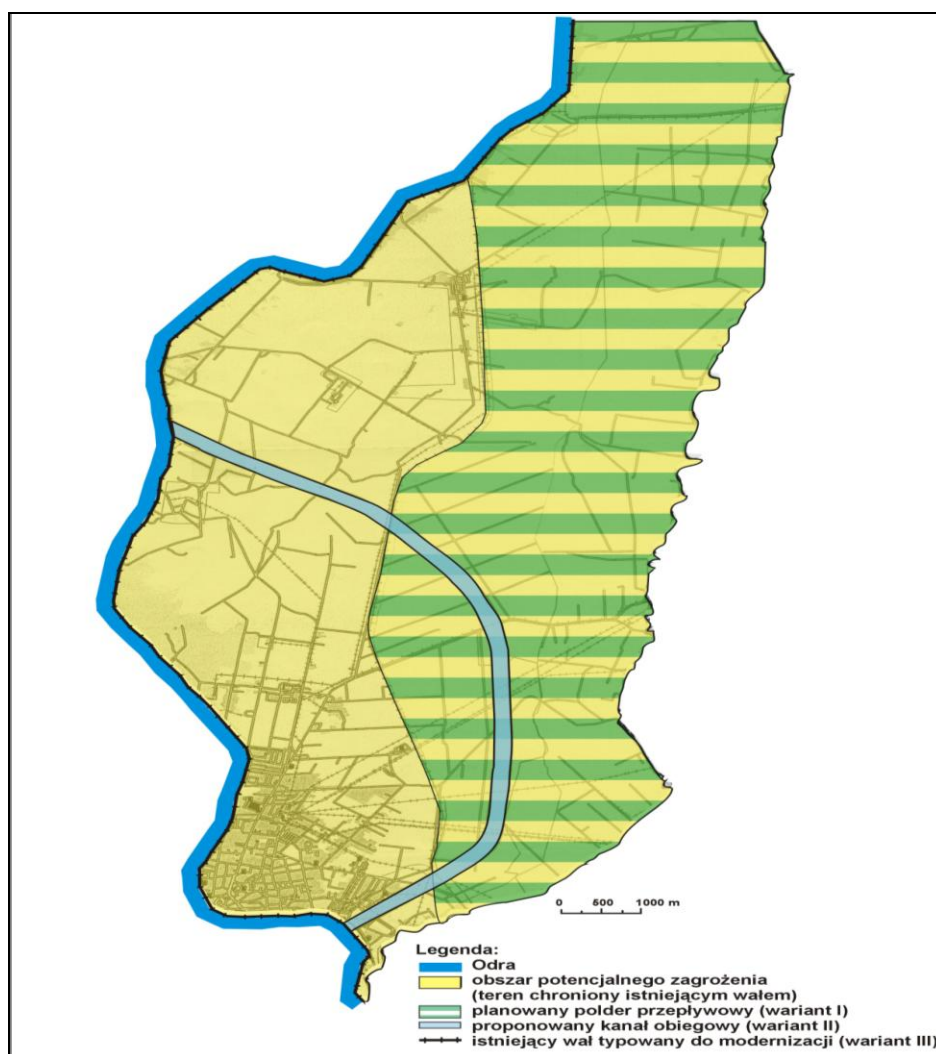 0 500 1000 m
Legenda:
Odra
obszar potencjalnego zagrożenia
(teren chroniony istniejącym wałem)
planowany polder przepływowy (wariant I)
proponowany kanał obiegowy (wariant II)
istniejący wał typowany do modernizacji (wariant III)